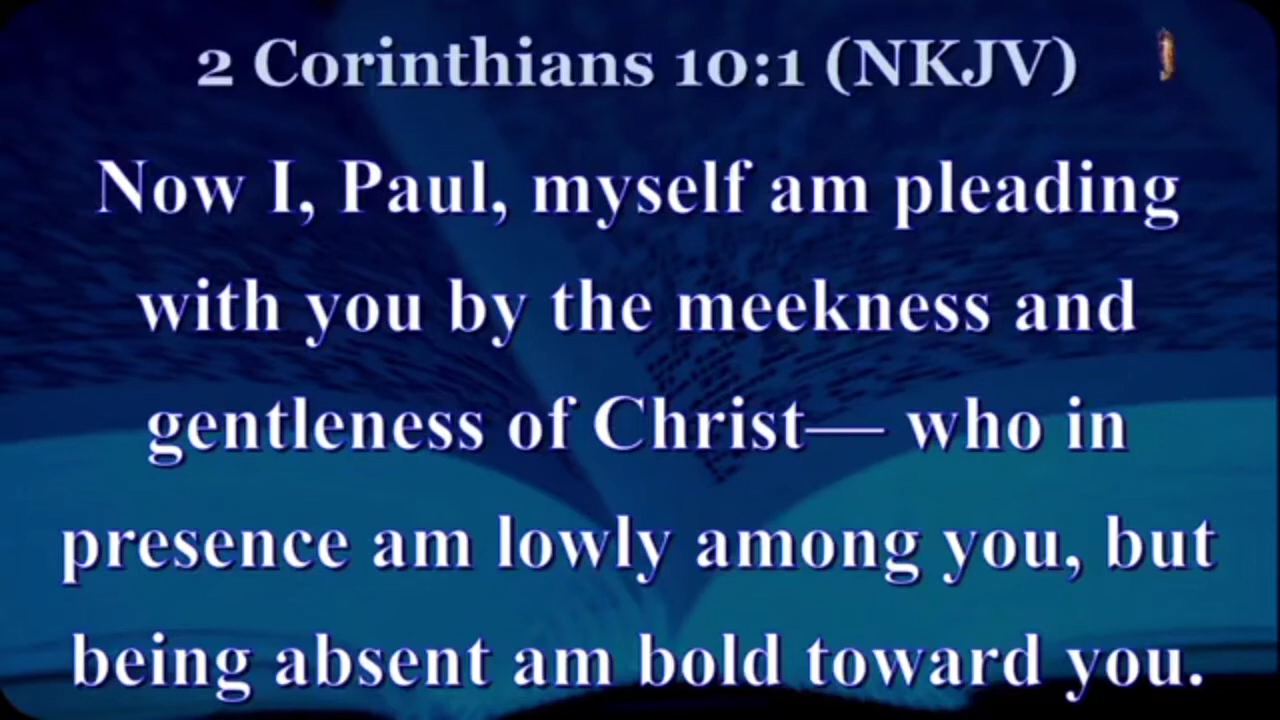 2 Corinthians 10:1 (NKJV)
Now I, Paul, myself am pleading
with you by the meekness and
gentleness of Christ— who in
presence am lowly among you, but
being absent am bold toward you.